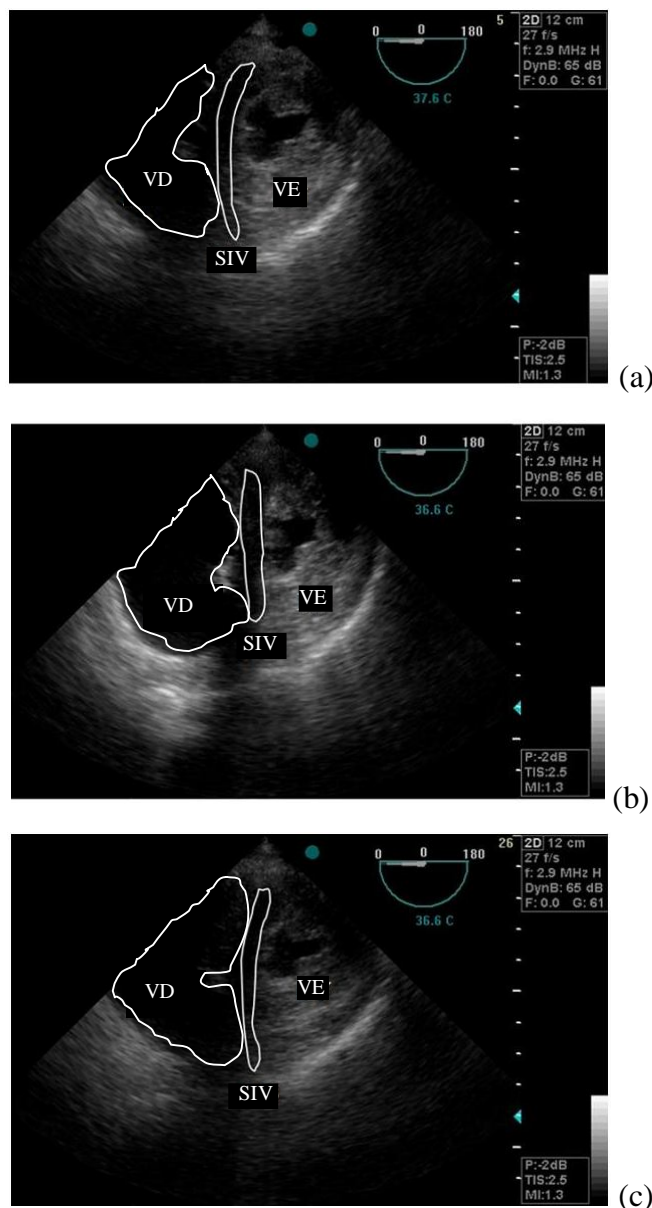 5 2D 12 cm
27 f/s
f: 2.9 MHz H
DynB: 65 dB
F: 0.0 G: 61
0 0 180
37.6 C
VD
VE
SIV
P:-2dB
TIS:2.5
MI:1.3
(a)
2D 12 cm
27 f/s
f: 2.9 MHz H
DynB: 65 dB
F: 0.0 G: 61
0 0 180
36.6 C
VD
VE
SIV
P:-2dB
TIS:2.5
MI:1.3
(b)
26 2D 12 cm
27 f/s
f: 2.9 MHz H
DynB: 65 dB
F: 0.0 G: 61
0 0 180
36.6 C
VD
VE
SIV
P:-2dB
TIS:2.5
MI:1.3
(c)